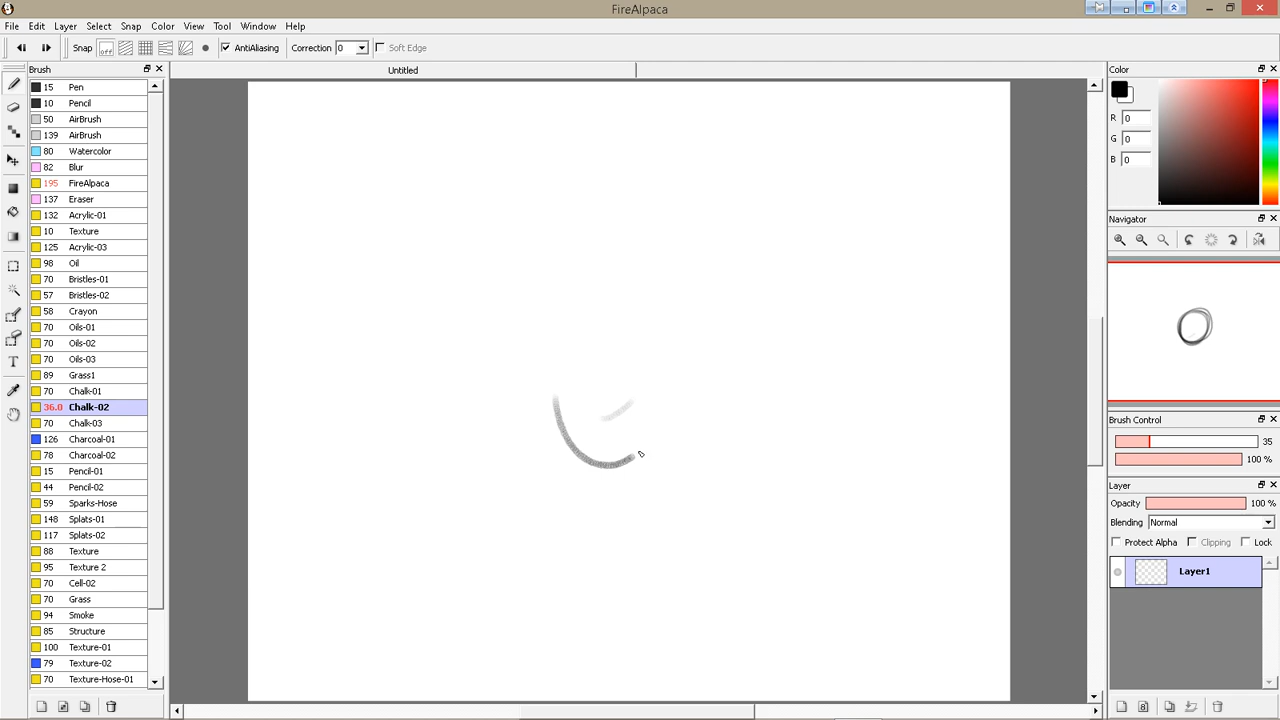 FireAlpaca
File Edit Layer Select Snap Color View Tool Window Help
Snap off AntiAliasing Correction 0 Soft Edge
Brush
Untitled
15 Pen
10 Pencil
50 AirBrush
139 AirBrush
80 Watercolor
82 Blur
195 FireAlpaca
137 Eraser
132 Acrylic-01
10 Texture
125 Acrylic-03
98 Oil
70 Bristles-01
57 Bristles-02
58 Crayon
70 Oils-01
70 Oils-02
70 Oils-03
89 Grass1
70 Chalk-01
36.0 Chalk-02
70 Chalk-03
126 Charcoal-01
78 Charcoal-02
15 Pencil-01
44 Pencil-02
59 Sparks-Hose
148 Splats-01
117 Splats-02
88 Texture
95 Texture 2
70 Cell-02
70 Grass
94 Smoke
85 Structure
100 Texture-01
79 Texture-02
70 Texture-Hose-01
Color
R 0
G 0
B 0
Navigator
Brush Control
35
100 %
Layer
Opacity 100 %
Blending Normal
Protect Alpha Clipping Lock
Layer1